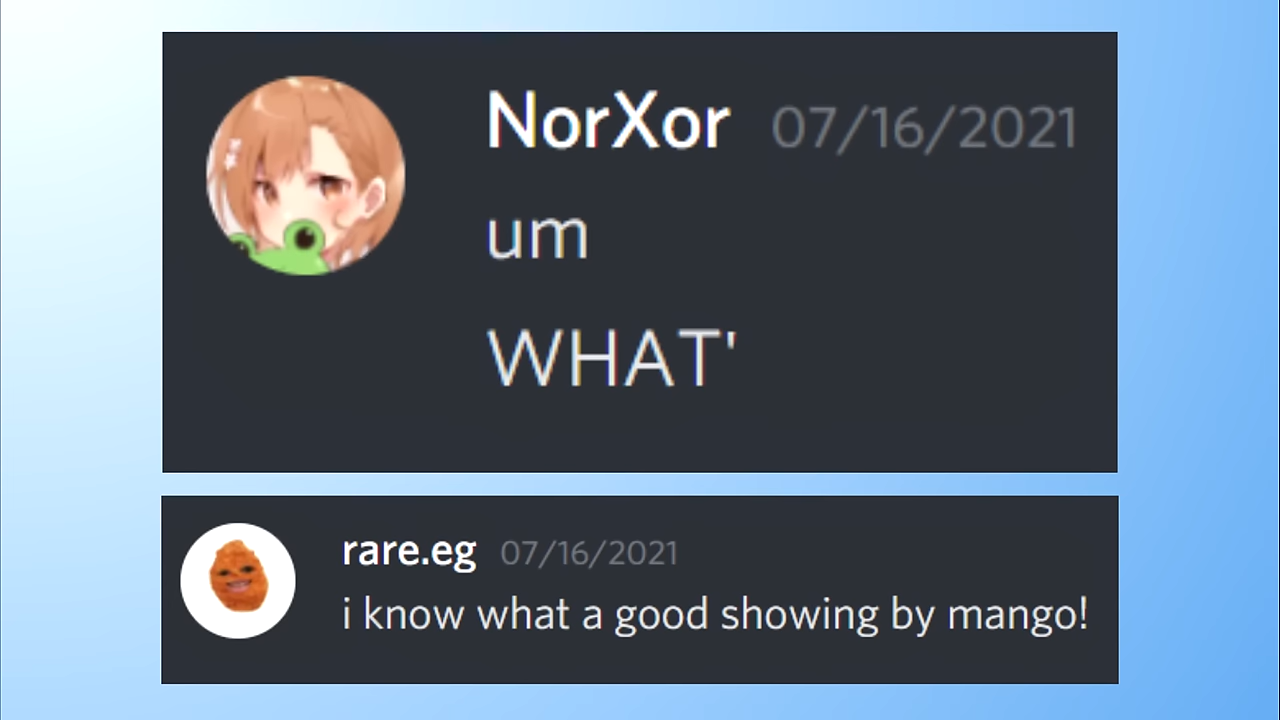 NorXor 07/16/2021
um
WHAT'
rare.eg 07/16/2021
i know what a good showing by mango!